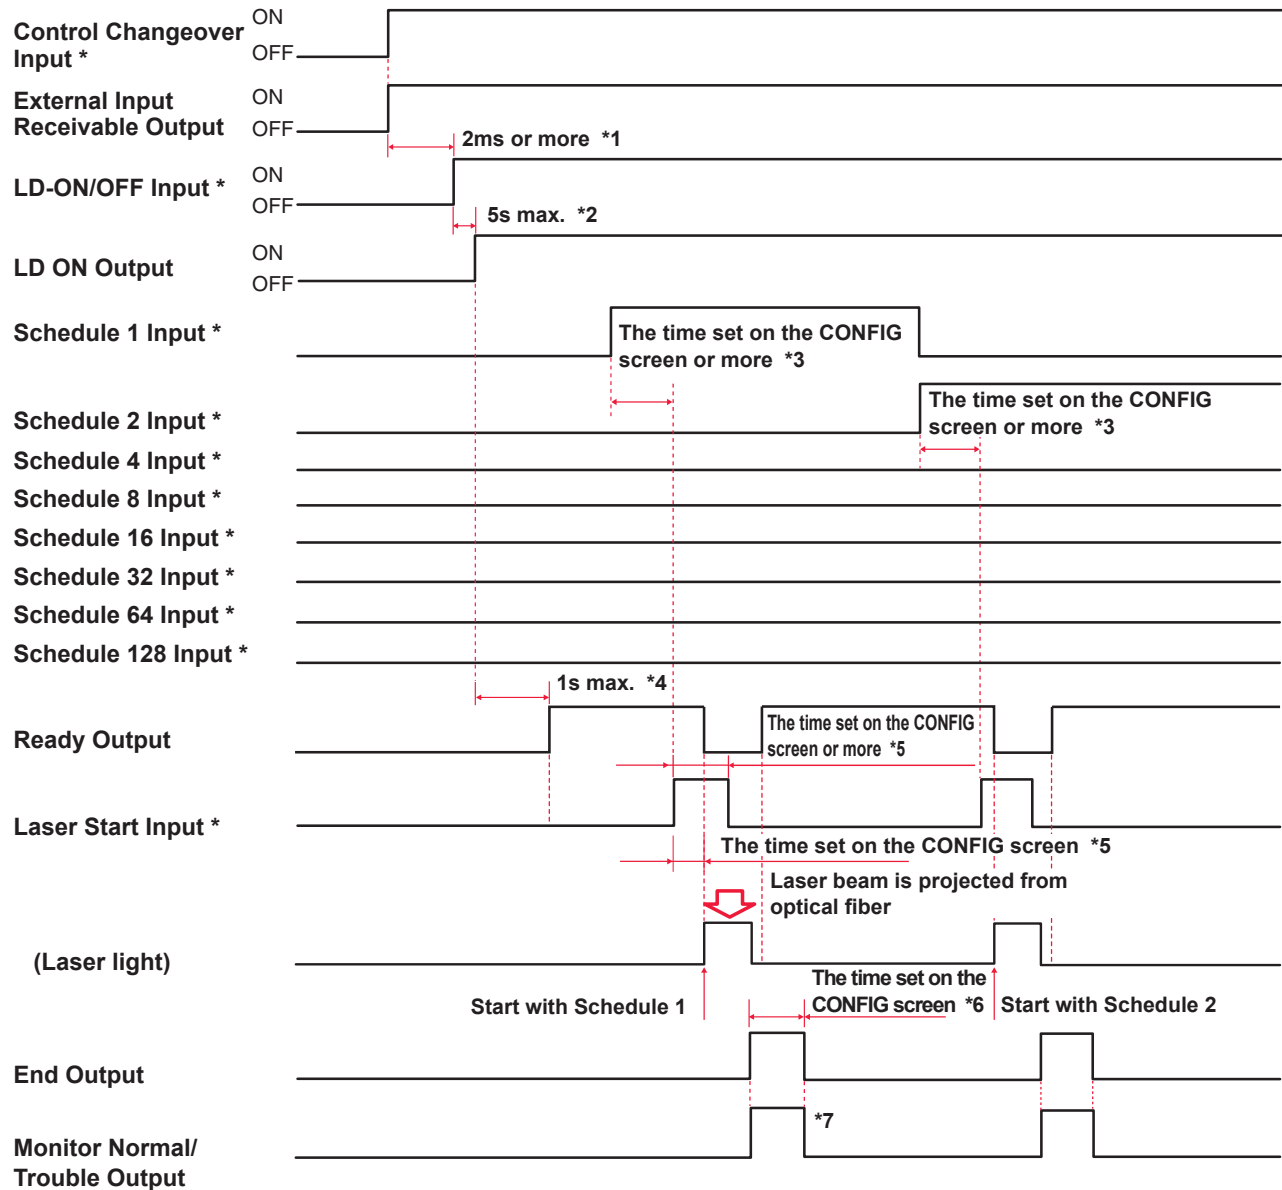 ON
Control Changeover
Input *
OFF
External Input
ON
Receivable Output
OFF
2ms or more *1
LD-ON/OFF Input *
ON
OFF
5s max. *2
LD ON Output
ON
OFF
Schedule 1 Input *
The time set on the CONFIG
screen or more *3
Schedule 2 Input *
The time set on the CONFIG
screen or more *3
Schedule 4 Input *
Schedule 8 Input *
Schedule 16 Input *
Schedule 32 Input *
Schedule 64 Input *
Schedule 128 Input *
1s max. *4
Ready Output
The time set on the CONFIG
screen or more *5
Laser Start Input *
The time set on the CONFIG screen *5
Laser beam is projected from
optical fiber
(Laser light)
The time set on the
CONFIG screen *6
Start with Schedule 1
Start with Schedule 2
End Output
*7
Monitor Normal/
Trouble Output